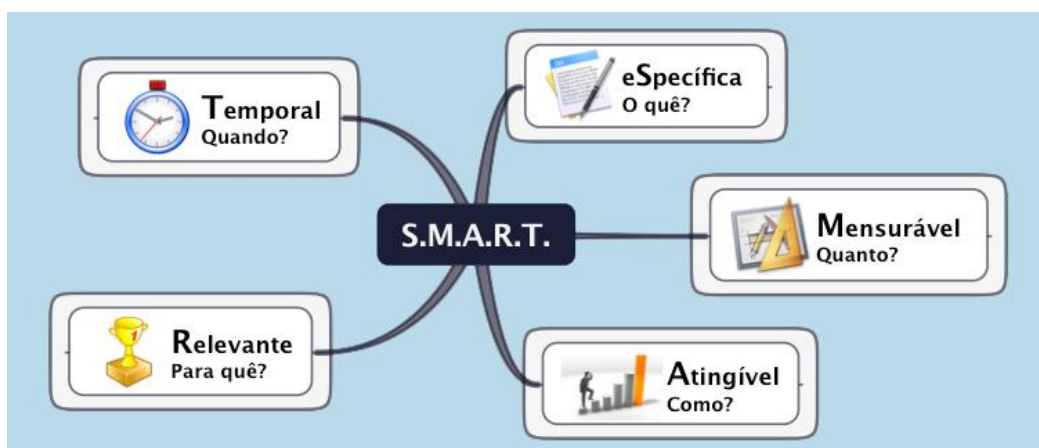 S.M.A.R.T.
eSpecífica
O quê?
Mensurável
Quanto?
Atingível
Como?
Relevante
Para quê?
Temporal
Quando?